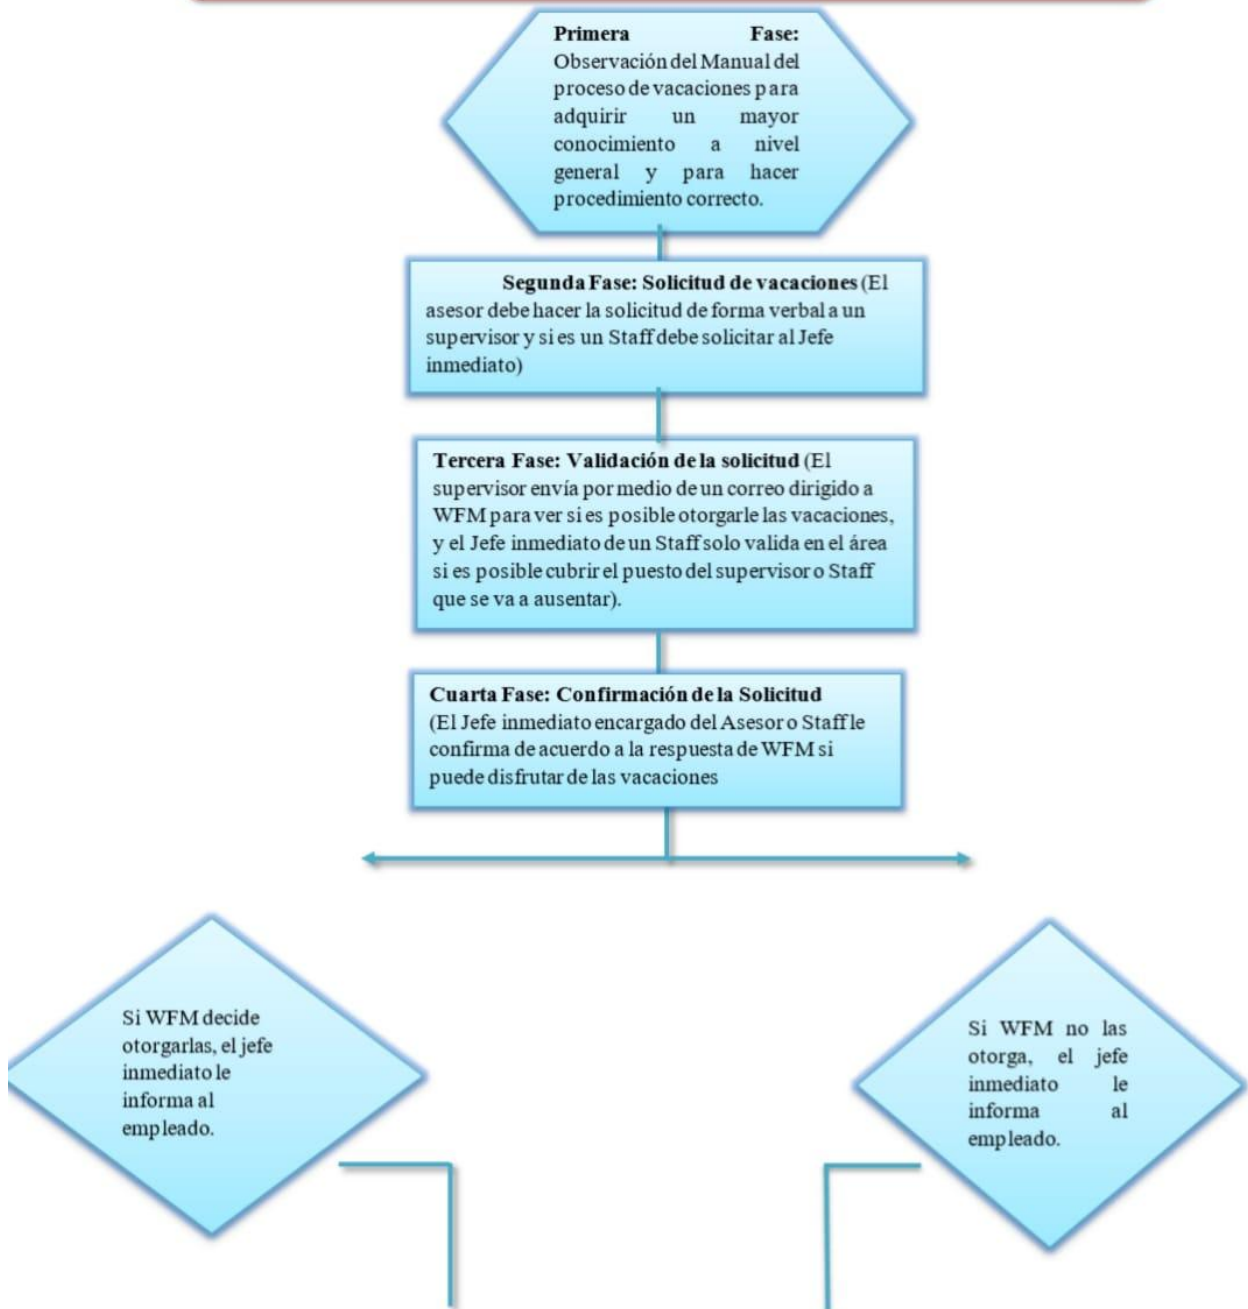 Primera Fase:
Observación del Manual del
proceso de vacaciones para
adquirir un mayor
conocimiento a nivel
general y para hacer
procedimiento correcto.
Segunda Fase: Solicitud de vacaciones (El
asesor debe hacer la solicitud de forma verbal a un
supervisor y si es un Staff debe solicitar al Jefe
inmediato)
Tercera Fase: Validación de la solicitud (El
supervisor envía por medio de un correo dirigido a
WFM para ver si es posible otorgarle las vacaciones,
y el Jefe inmediato de un Staff solo valida en el área
si es posible cubrir el puesto del supervisor o Staff
que se va a ausentar).
Cuarta Fase: Confirmación de la Solicitud
(El Jefe inmediato encargado del Asesor o Staff le
confirma de acuerdo a la respuesta de WFM si
puede disfrutar de las vacaciones
Si WFM decide
otorgarlas, el jefe
inmediato le
informa al
empleado.
Si WFM no las
otorga, el jefe
inmediato le
informa al
empleado.